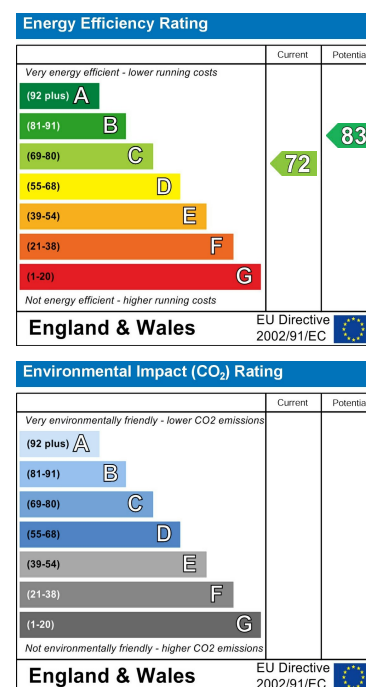 Energy Efficiency Rating
Current Potentia
Very energy efficient - lower running costs
(92 plus) A
(81-91) B
83
(69-80) C
72
(55-68) D
(39-54) E
(21-38) F
(1-20) G
Not energy efficient - higher running costs
England & Wales
EU Directive
2002/91/EC
Environmental Impact (CO₂) Rating
Current Potentia
Very environmentally friendly - lower CO2 emissions
(92 plus) A
(81-91) B
(69-80) C
(55-68) D
(39-54) E
(21-38) F
(1-20) G
Not environmentally friendly - higher CO2 emissions
England & Wales
EU Directive
2002/91/EC